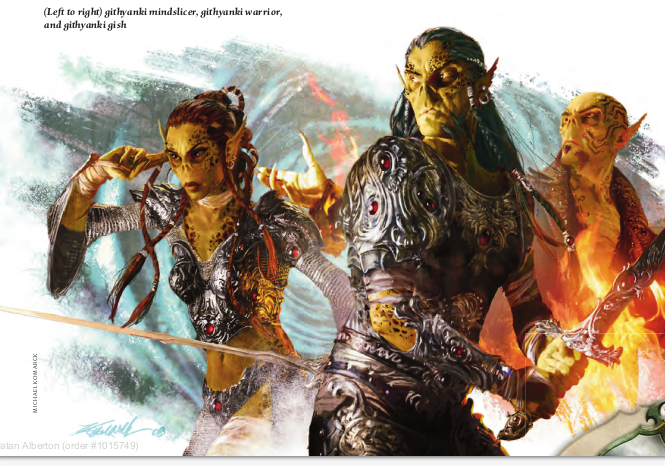 (Left to right) githyanki mindslicer, githyanki warrior,
and githyanki gish
MICHAEL KOMARCK
atan Alberton (order #1015749)